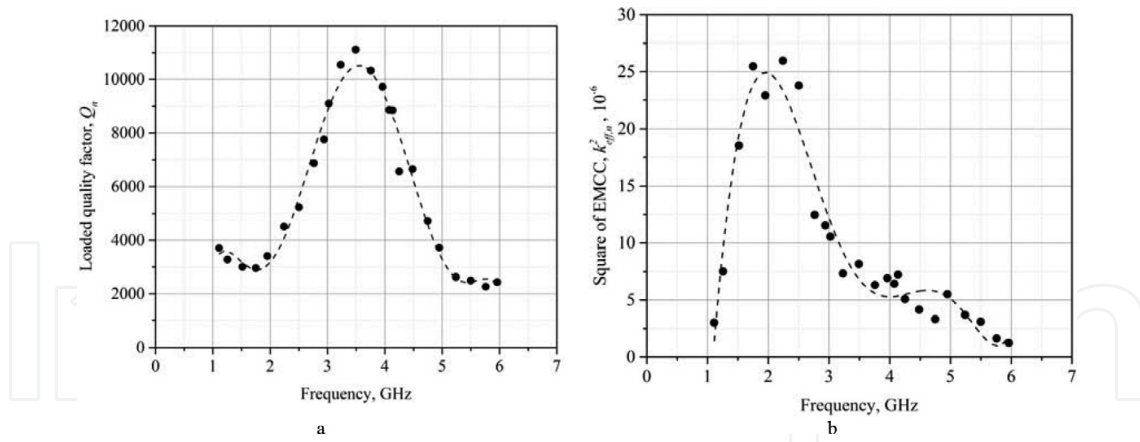 12000
10000
8000
6000
4000
2000
0
0 1 2 3 4 5 6 7
Loaded quality factor, Qn
Frequency, GHz
a
30
25
20
15
10
5
0
0 1 2 3 4 5 6 7
Square of EMCC, k²eff,n, 10⁻⁶
Frequency, GHz
b